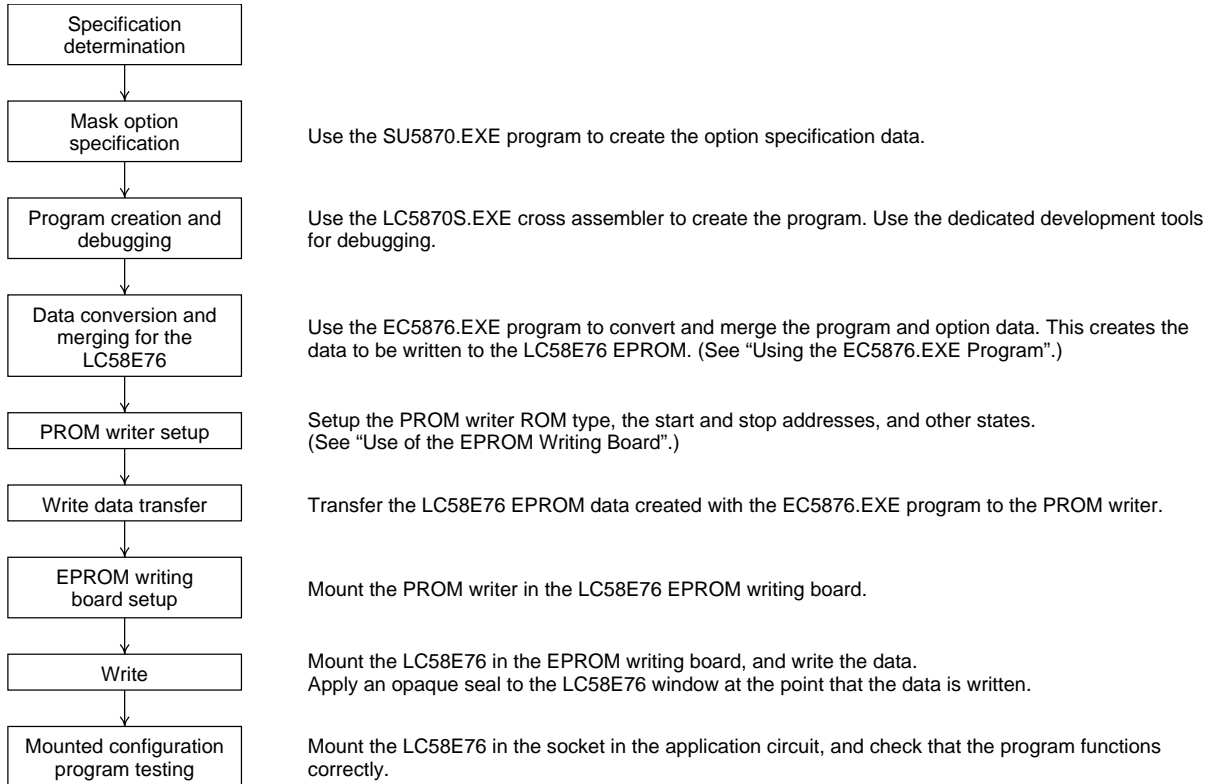 Specification
determination
Mask option
specification
Use the SU5870.EXE program to create the option specification data.
Program creation and
debugging
Use the LC5870S.EXE cross assembler to create the program. Use the dedicated development tools
for debugging.
Data conversion and
merging for the
LC58E76
Use the EC5876.EXE program to convert and merge the program and option data. This creates the
data to be written to the LC58E76 EPROM. (See “Using the EC5876.EXE Program”.)
PROM writer setup
Setup the PROM writer ROM type, the start and stop addresses, and other states.
(See “Use of the EPROM Writing Board”.)
Write data transfer
Transfer the LC58E76 EPROM data created with the EC5876.EXE program to the PROM writer.
EPROM writing
board setup
Mount the PROM writer in the LC58E76 EPROM writing board.
Write
Mount the LC58E76 in the EPROM writing board, and write the data.
Apply an opaque seal to the LC58E76 window at the point that the data is written.
Mounted configuration
program testing
Mount the LC58E76 in the socket in the application circuit, and check that the program functions
correctly.